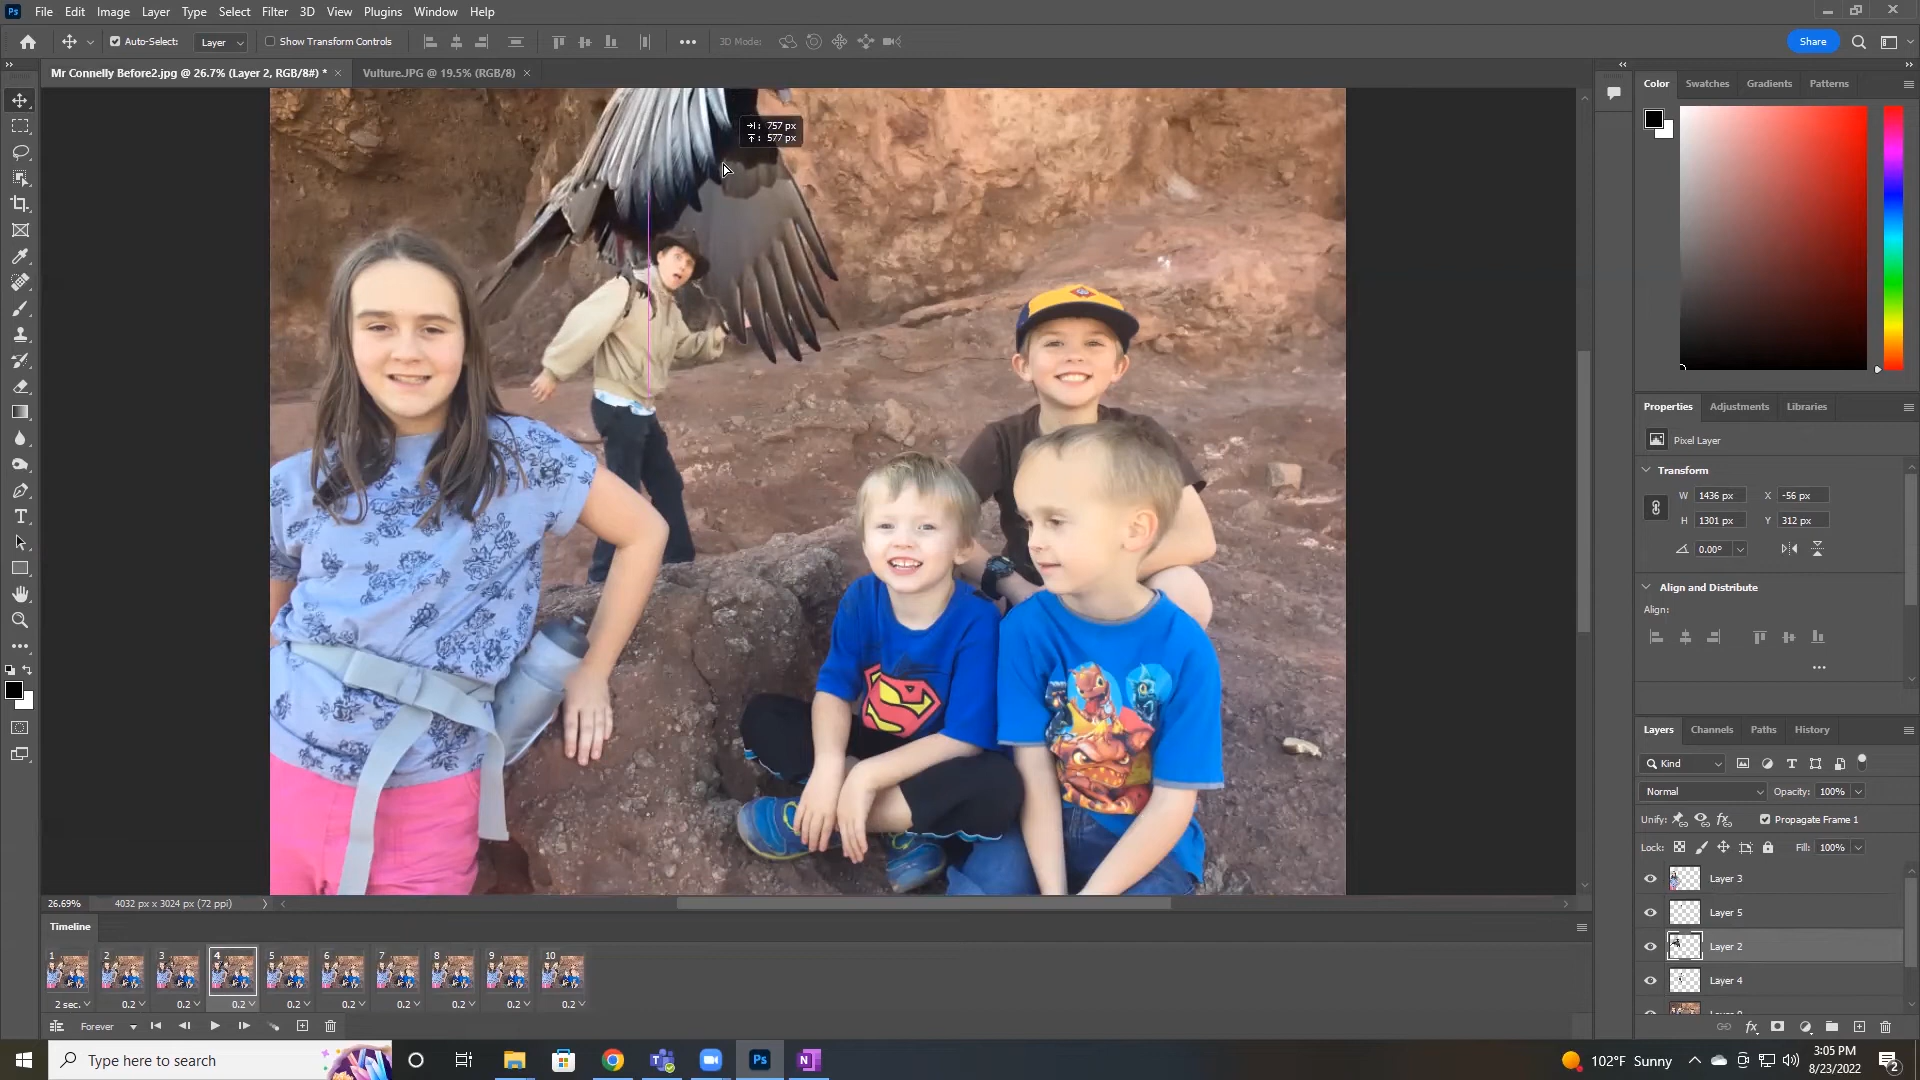 Ps File Edit Image Layer Type Select Filter 3D View Plugins Window Help
Auto-Select: Layer Show Transform Controls 3D Mode: Share
Mr Connelly Before2.jpg @ 26.7% (Layer 2, RGB/8#) * × Vulture.JPG @ 19.5% (RGB/8) ×
757 px
577 px
Color Swatches Gradients Patterns
Properties Adjustments Libraries
Pixel Layer
Transform
W 1436 px X -56 px
H 1301 px Y 312 px
0.00°
Align and Distribute
Align:
Layers Channels Paths History
Kind
Normal Opacity: 100%
Unify: Propagate Frame 1
Lock: Fill: 100%
Layer 3
Layer 5
Layer 2
Layer 4
26.69% 4032 px x 3024 px (72 ppi)
Timeline
1 2 3 4 5 6 7 8 9 10
2 sec. 0.2 0.2 0.2 0.2 0.2 0.2 0.2 0.2 0.2
Forever
Type here to search
102°F Sunny
3:05 PM
8/23/2022
2